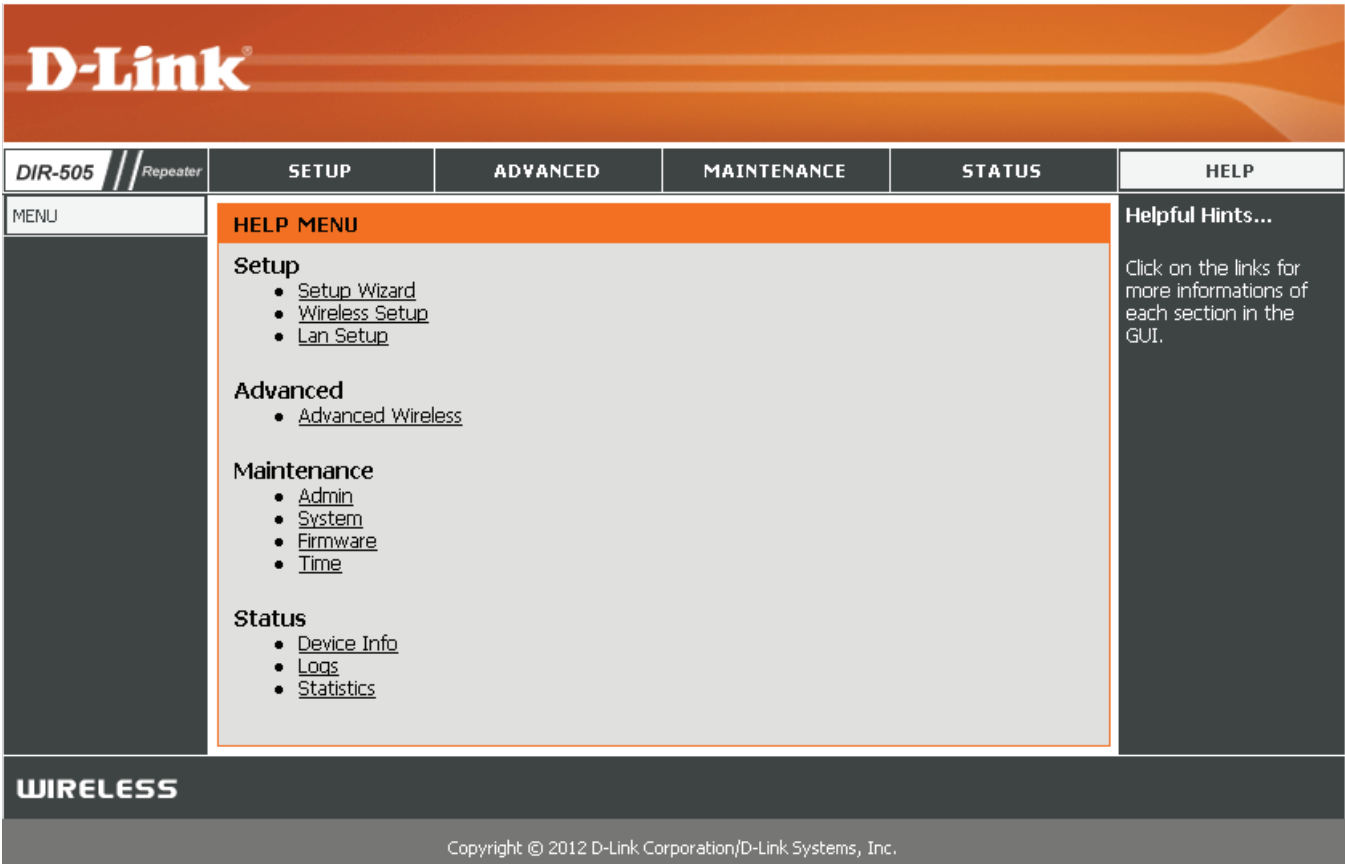 D-Link®
DIR-505 // Repeater
SETUP
ADVANCED
MAINTENANCE
STATUS
HELP
MENU
HELP MENU
Setup
• Setup Wizard
• Wireless Setup
• Lan Setup
Advanced
• Advanced Wireless
Maintenance
• Admin
• System
• Firmware
• Time
Status
• Device Info
• Logs
• Statistics
Helpful Hints...
Click on the links for
more informations of
each section in the
GUI.
WIRELESS
Copyright © 2012 D-Link Corporation/D-Link Systems, Inc.